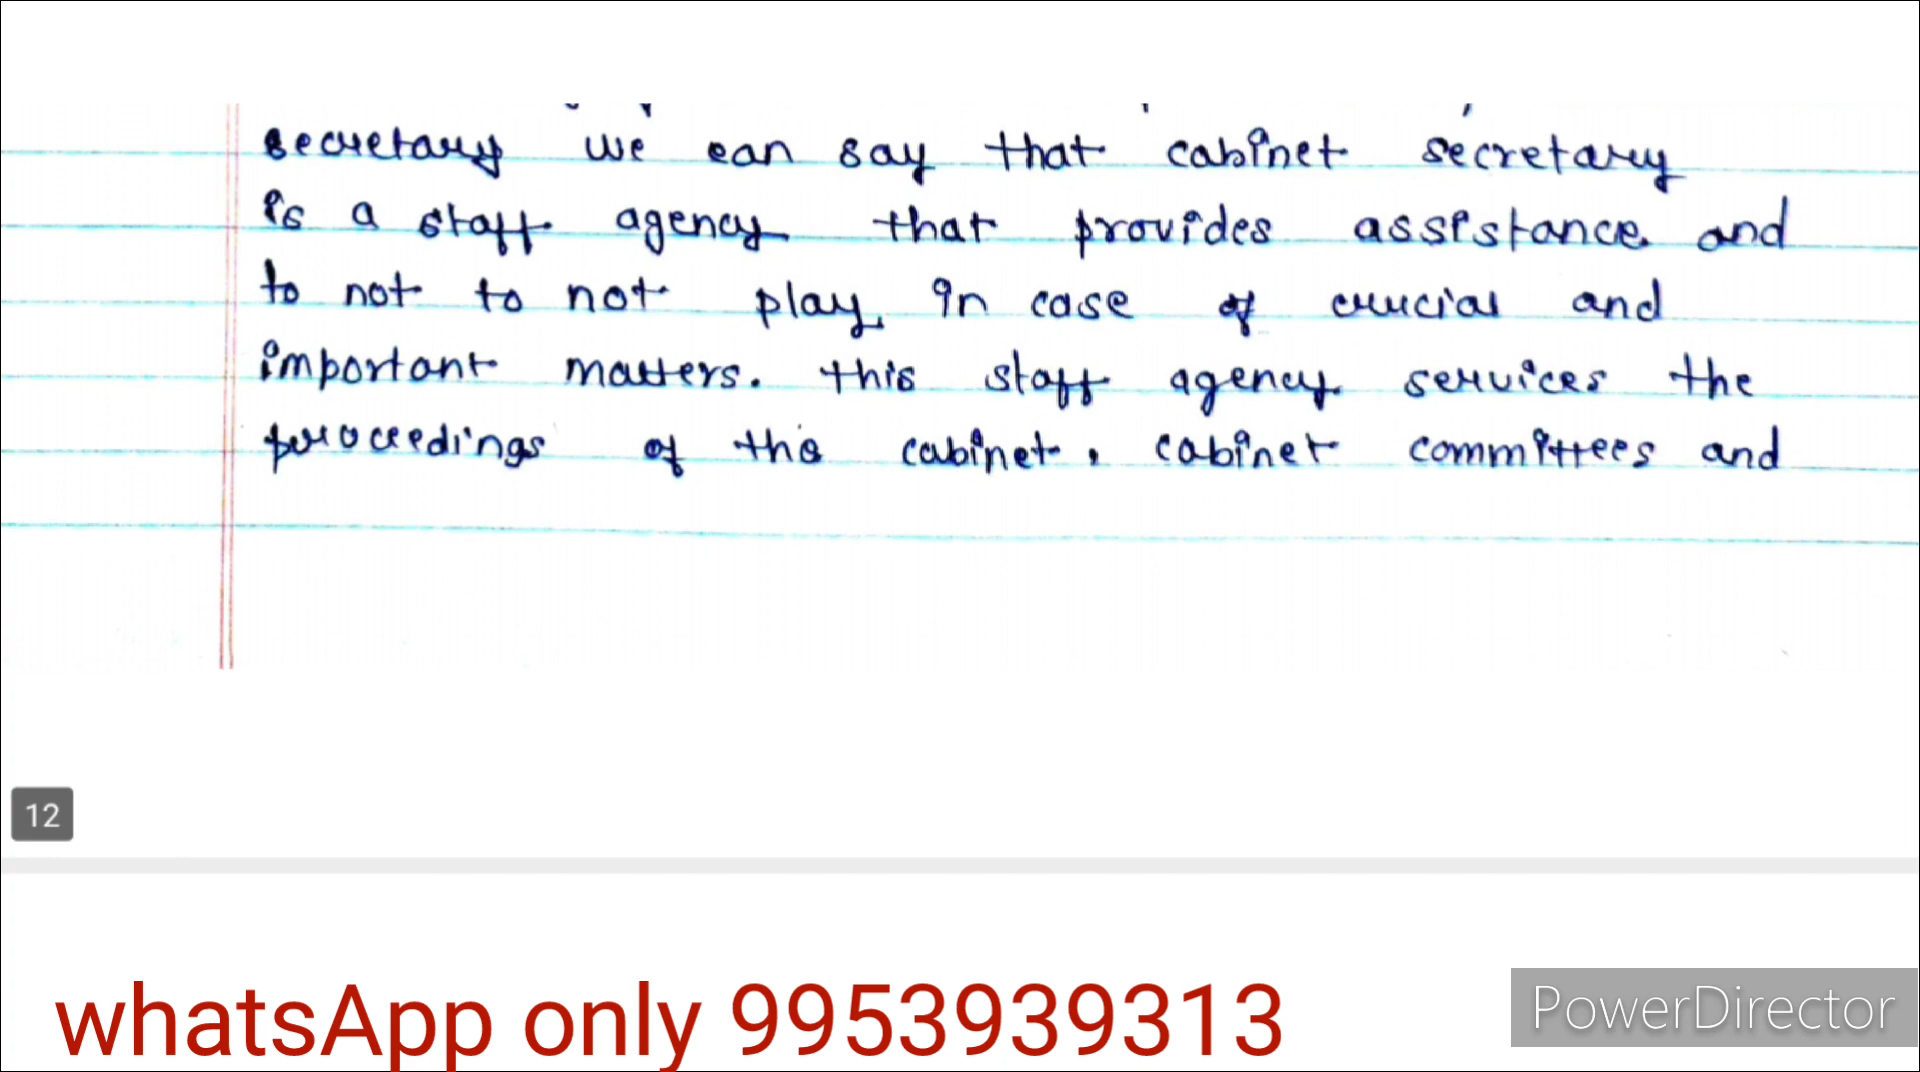 secretary we can say that cabinet secretary
is a staff agency that provides assistance and
to not to not play in case of crucial and
important matters. this staff agency services the
proceedings of the cabinet, cabinet committees and
12
whatsApp only 9953939313
PowerDirector